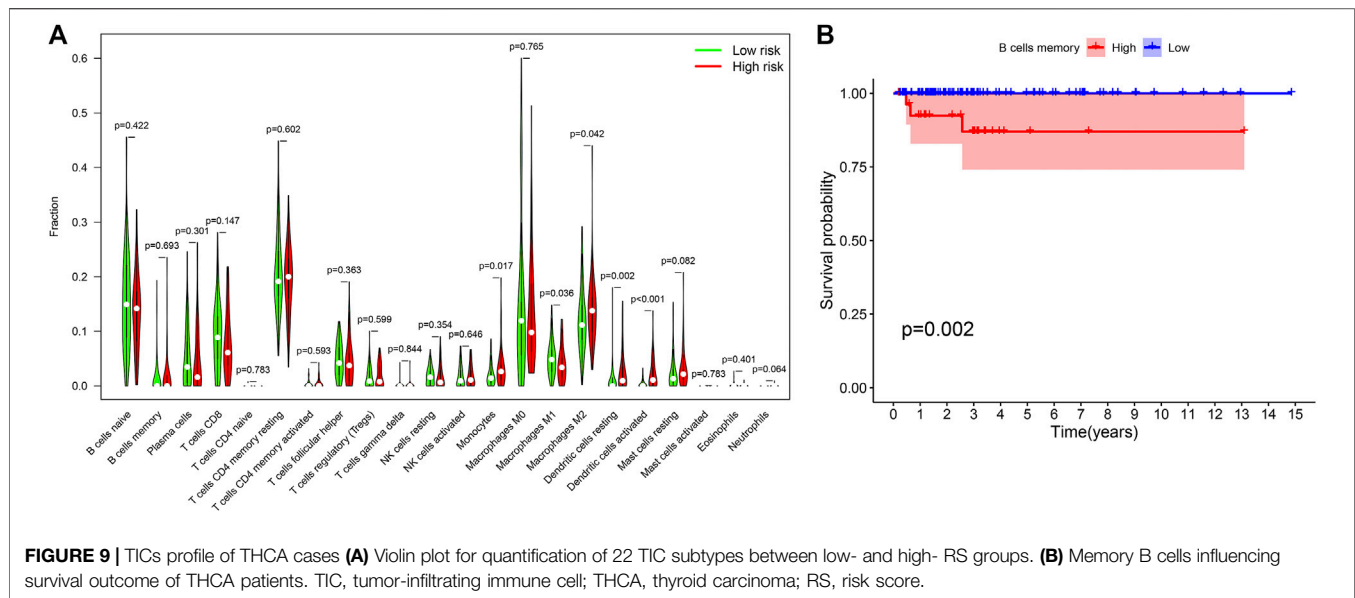 A
Fraction
0.6
0.5
0.4
0.3
0.2
0.1
0.0
Low risk
High risk
p=0.422
p=0.693
p=0.301
p=0.147
p=0.783
p=0.602
p=0.593
p=0.363
p=0.599
p=0.844
p=0.354
p=0.646
p=0.017
p=0.765
p=0.036
p=0.042
p=0.002
p<0.001
p=0.082
p=0.783
p=0.401
p=0.064
B cells naive
B cells memory
Plasma cells
T cells CD8
T cells CD4 naive
T cells CD4 memory resting
T cells CD4 memory activated
T cells follicular helper
T cells regulatory (Tregs)
T cells gamma delta
NK cells resting
NK cells activated
Monocytes
Macrophages M0
Macrophages M1
Macrophages M2
Dendritic cells resting
Dendritic cells activated
Mast cells resting
Mast cells activated
Eosinophils
Neutrophils
B
B cells memory High Low
Survival probability
1.00
0.75
0.50
0.25
0.00
p=0.002
0 1 2 3 4 5 6 7 8 9 10 11 12 13 14 15
Time(years)
FIGURE 9 | TICs profile of THCA cases (A) Violin plot for quantification of 22 TIC subtypes between low- and high- RS groups. (B) Memory B cells influencing
survival outcome of THCA patients. TIC, tumor-infiltrating immune cell; THCA, thyroid carcinoma; RS, risk score.